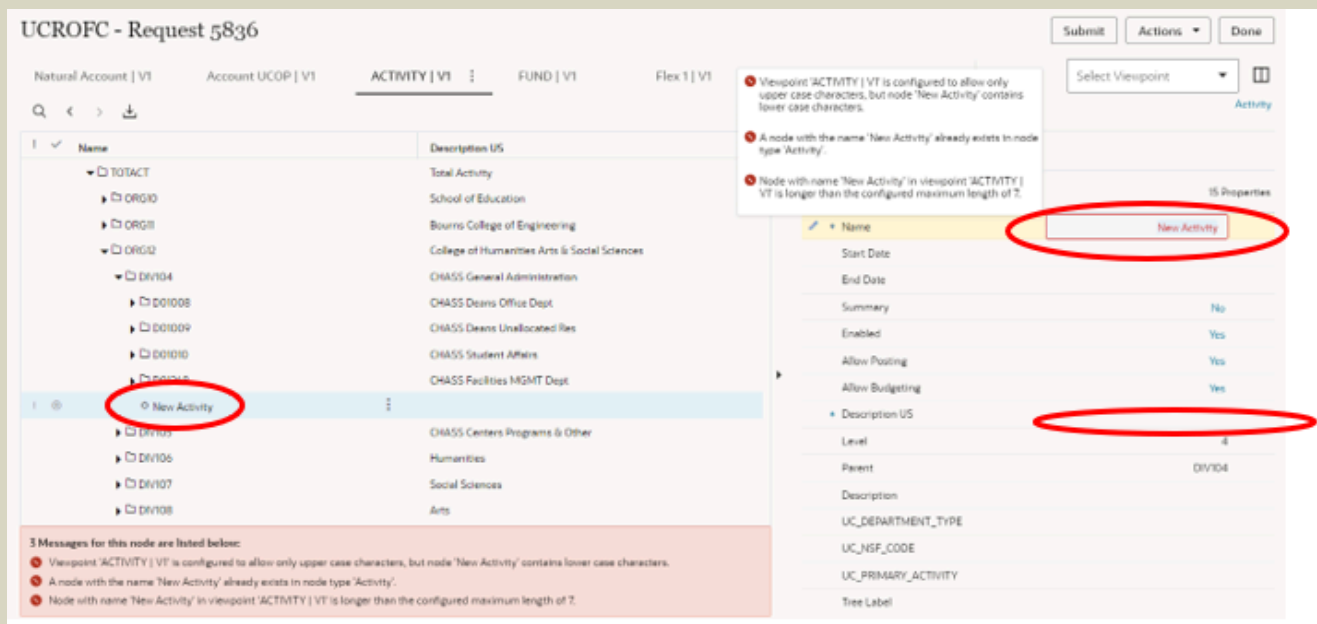 UCROFC - Request 5836
Submit
Actions
Done
Natural Account | V1
Account UCOP | V1
ACTIVITY | V1
FUND | V1
Flex 1 | V1
Select Viewpoint
Activity
Viewpoint 'ACTIVITY | V1' is configured to allow only
upper case characters, but node 'New Activity' contains
lower case characters.
A node with the name 'New Activity' already exists in node
type 'Activity'.
Node with name 'New Activity' in viewpoint 'ACTIVITY |
V1' is longer than the configured maximum length of 7.
Name
Description US
TOTACT
Total Activity
ORG10
School of Education
ORG11
Bourns College of Engineering
ORG12
College of Humanities Arts & Social Sciences
DIV104
CHASS General Administration
D01008
CHASS Deans Office Dept
D01009
CHASS Deans Unallocated Res
D01010
CHASS Student Affairs
CHASS Facilities MGMT Dept
New Activity
DIV105
CHASS Centers Programs & Other
DIV106
Humanities
DIV107
Social Sciences
DIV108
Arts
3 Messages for this node are listed below:
Viewpoint 'ACTIVITY | V1' is configured to allow only upper case characters, but node 'New Activity' contains lower case characters.
A node with the name 'New Activity' already exists in node type 'Activity'.
Node with name 'New Activity' in viewpoint 'ACTIVITY | V1' is longer than the configured maximum length of 7.
15 Properties
Name
New Activity
Start Date
End Date
Summary
No
Enabled
Yes
Allow Posting
Yes
Allow Budgeting
Yes
Description US
Level
4
Parent
DIV104
Description
UC_DEPARTMENT_TYPE
UC_NSF_CODE
UC_PRIMARY_ACTIVITY
Tree Label